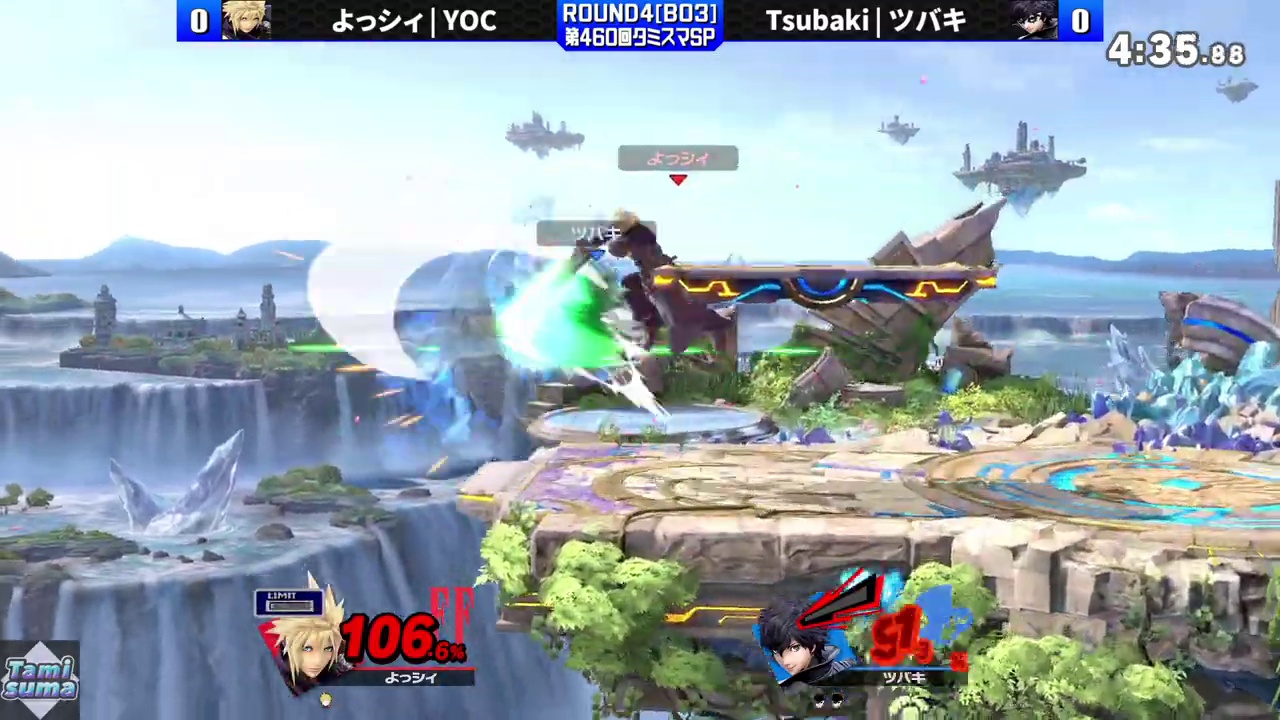 0 よっシィ | YOC ROUND4[BO3] Tsubaki | ツバキ 0
第460回タミスマSP
4:35.88
よっシィ
ツバキ
LIMIT
106.6%
よっシィ
ツバキ
Tami
suma